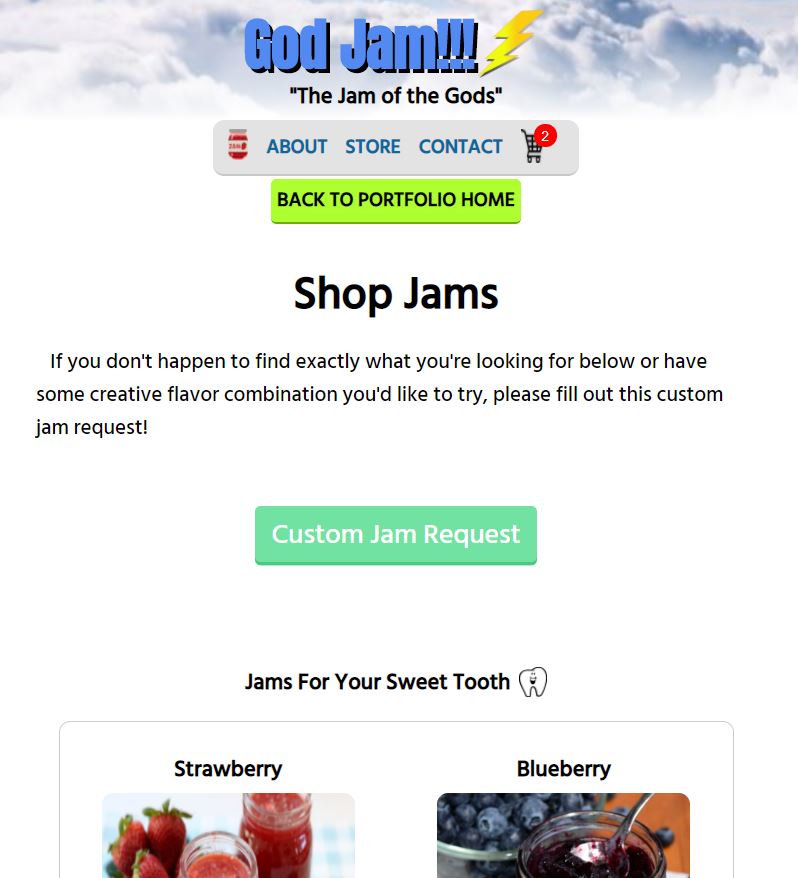 God Jam!!!
"The Jam of the Gods"
JAM
ABOUT STORE CONTACT 2
BACK TO PORTFOLIO HOME
Shop Jams
If you don't happen to find exactly what you're looking for below or have
some creative flavor combination you'd like to try, please fill out this custom
jam request!
Custom Jam Request
Jams For Your Sweet Tooth
Strawberry Blueberry